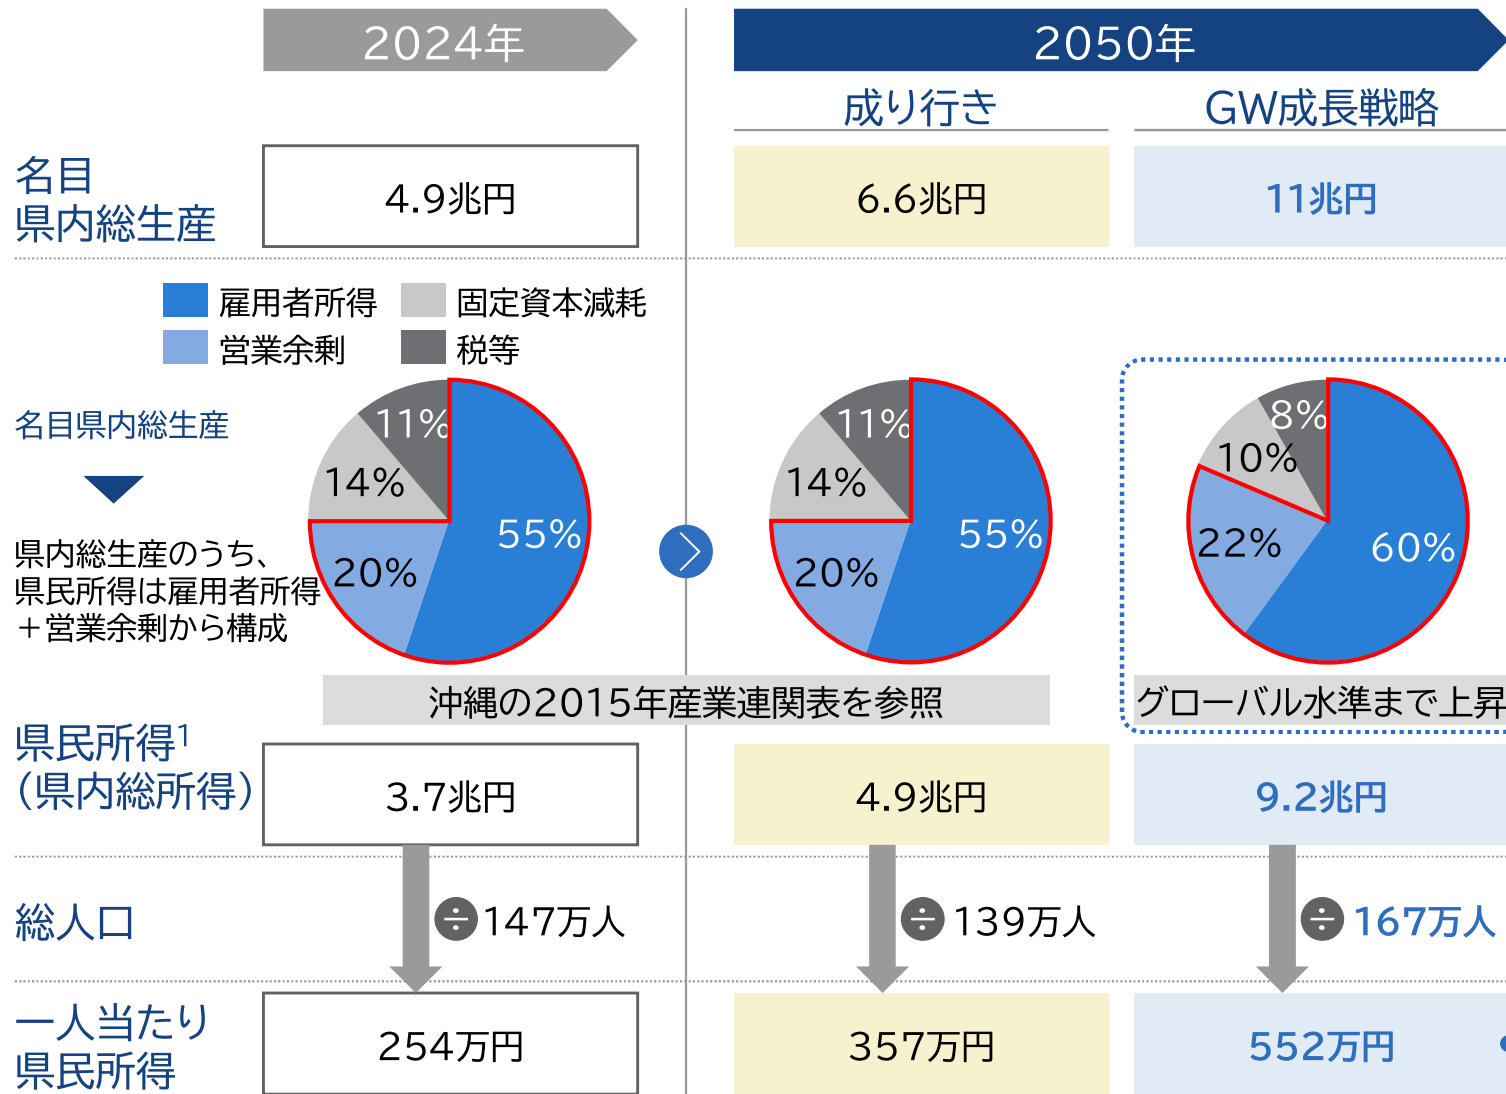 2024年
2050年
成り行き
GW成長戦略
名目
県内総生産
4.9兆円
6.6兆円
11兆円
雇用者所得
固定資本減耗
営業余剰
税等
名目県内総生産
県内総生産のうち、
県民所得は雇用者所得
＋営業余剰から構成
11%
14%
55%
20%
11%
14%
55%
20%
8%
10%
22%
60%
沖縄の2015年産業連関表を参照
グローバル水準まで上昇
県民所得1
（県内総所得）
3.7兆円
4.9兆円
9.2兆円
総人口
÷ 147万人
÷ 139万人
÷ 167万人
一人当たり
県民所得
254万円
357万円
552万円